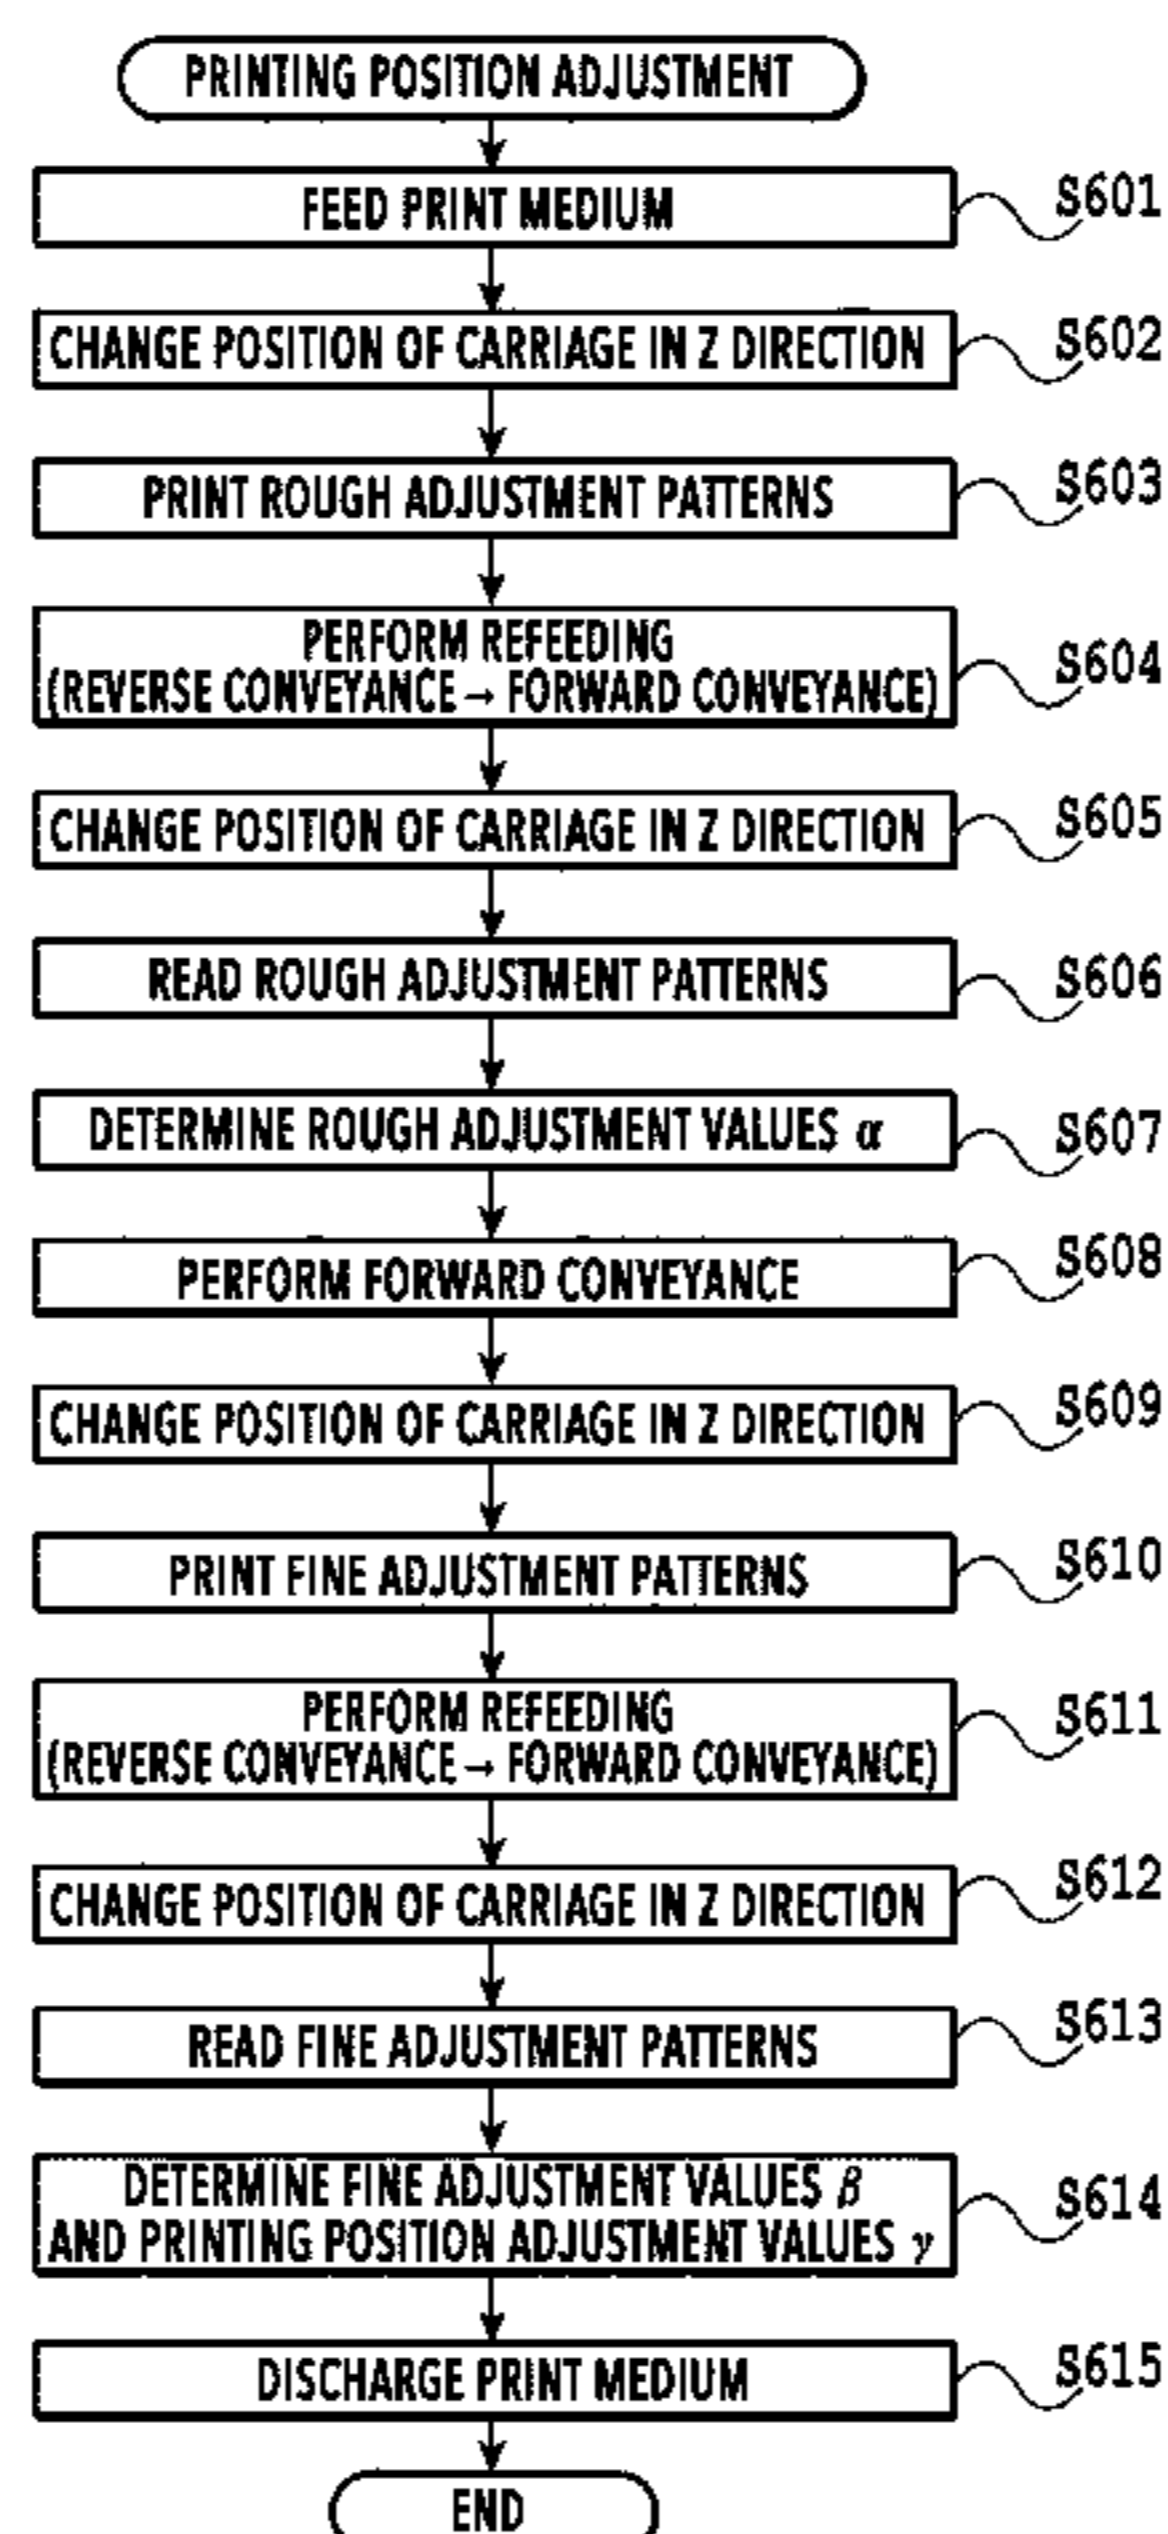 PRINTING POSITION ADJUSTMENT
FEED PRINT MEDIUM
S601
CHANGE POSITION OF CARRIAGE IN Z DIRECTION
S602
PRINT ROUGH ADJUSTMENT PATTERNS
S603
PERFORM REFEEDING
(REVERSE CONVEYANCE → FORWARD CONVEYANCE)
S604
CHANGE POSITION OF CARRIAGE IN Z DIRECTION
S605
READ ROUGH ADJUSTMENT PATTERNS
S606
DETERMINE ROUGH ADJUSTMENT VALUES α
S607
PERFORM FORWARD CONVEYANCE
S608
CHANGE POSITION OF CARRIAGE IN Z DIRECTION
S609
PRINT FINE ADJUSTMENT PATTERNS
S610
PERFORM REFEEDING
(REVERSE CONVEYANCE → FORWARD CONVEYANCE)
S611
CHANGE POSITION OF CARRIAGE IN Z DIRECTION
S612
READ FINE ADJUSTMENT PATTERNS
S613
DETERMINE FINE ADJUSTMENT VALUES β
AND PRINTING POSITION ADJUSTMENT VALUES γ
S614
DISCHARGE PRINT MEDIUM
S615
END